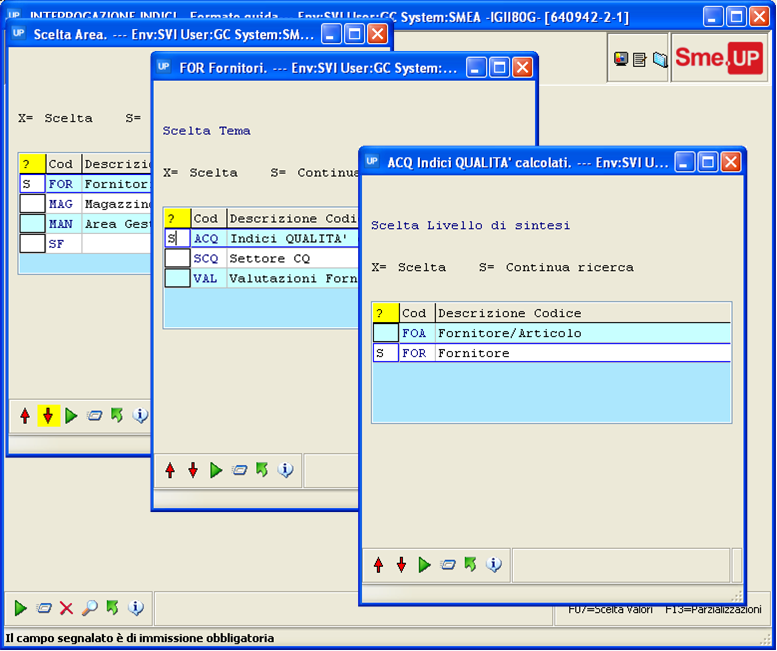 INTERROGAZIONE INDICI - Formato guida. --- Env:SVI User:GC System:SMEA -IGII80G- [640942-2-1]
UP Scelta Area. --- Env:SVI User:GC System:SM...
Sme.UP
X= Scelta S=
? Cod Descrizio
S FOR Fornitor
MAG Magazzino
MAN Area Gest
SF
UP FOR Fornitori. --- Env:SVI User:GC System:...
Scelta Tema
X= Scelta S= Continua
? Cod Descrizione Codi
S ACQ Indici QUALITA'
SCQ Settore CQ
VAL Valutazioni Forn
UP ACQ Indici QUALITA' calcolati. --- Env:SVI U...
Scelta Livello di sintesi
X= Scelta S= Continua ricerca
? Cod Descrizione Codice
FOA Fornitore/Articolo
S FOR Fornitore
F07=Scelta Valori F13=Parzializzazioni
Il campo segnalato è di immissione obbligatoria